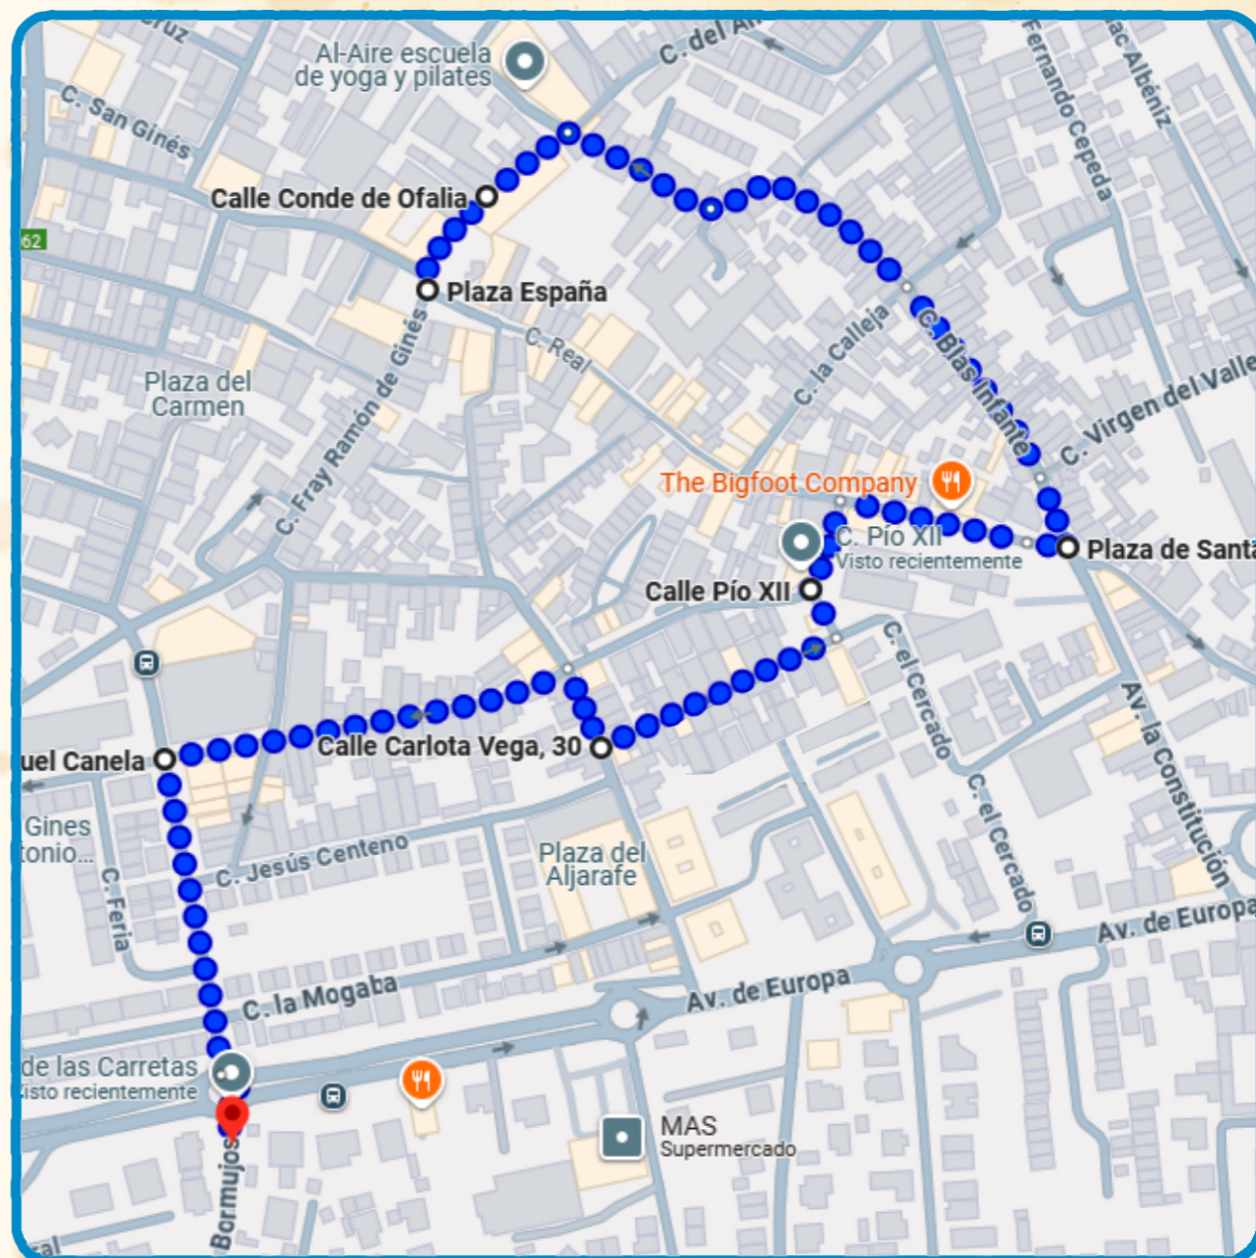 C. del
Al-Aire escuela
de yoga y pilates
C. San Ginés
Fernando Cepeda
Albéniz
Calle Conde de Ofalia
62
Plaza España
C. Real
C. la Calleja
C. Blas Infante
Plaza del
Carmen
C. Fray Ramón de Ginés
C. Virgen del Valle
The Bigfoot Company
C. Pío XII
Visto recientemente
Plaza de Santa
Calle Pío XII
C. el Cercado
Av. la Constitución
uel Canela
Calle Carlota Vega, 30
C. el Cercado
Gines
tonio...
C. Jesús Centeno
Plaza del
Aljarafe
C. Feria
Av. de Europa
C. la Mogaba
Av. de Europa
de las Carretas
isto recientemente
MAS
Supermercado
Bormujos